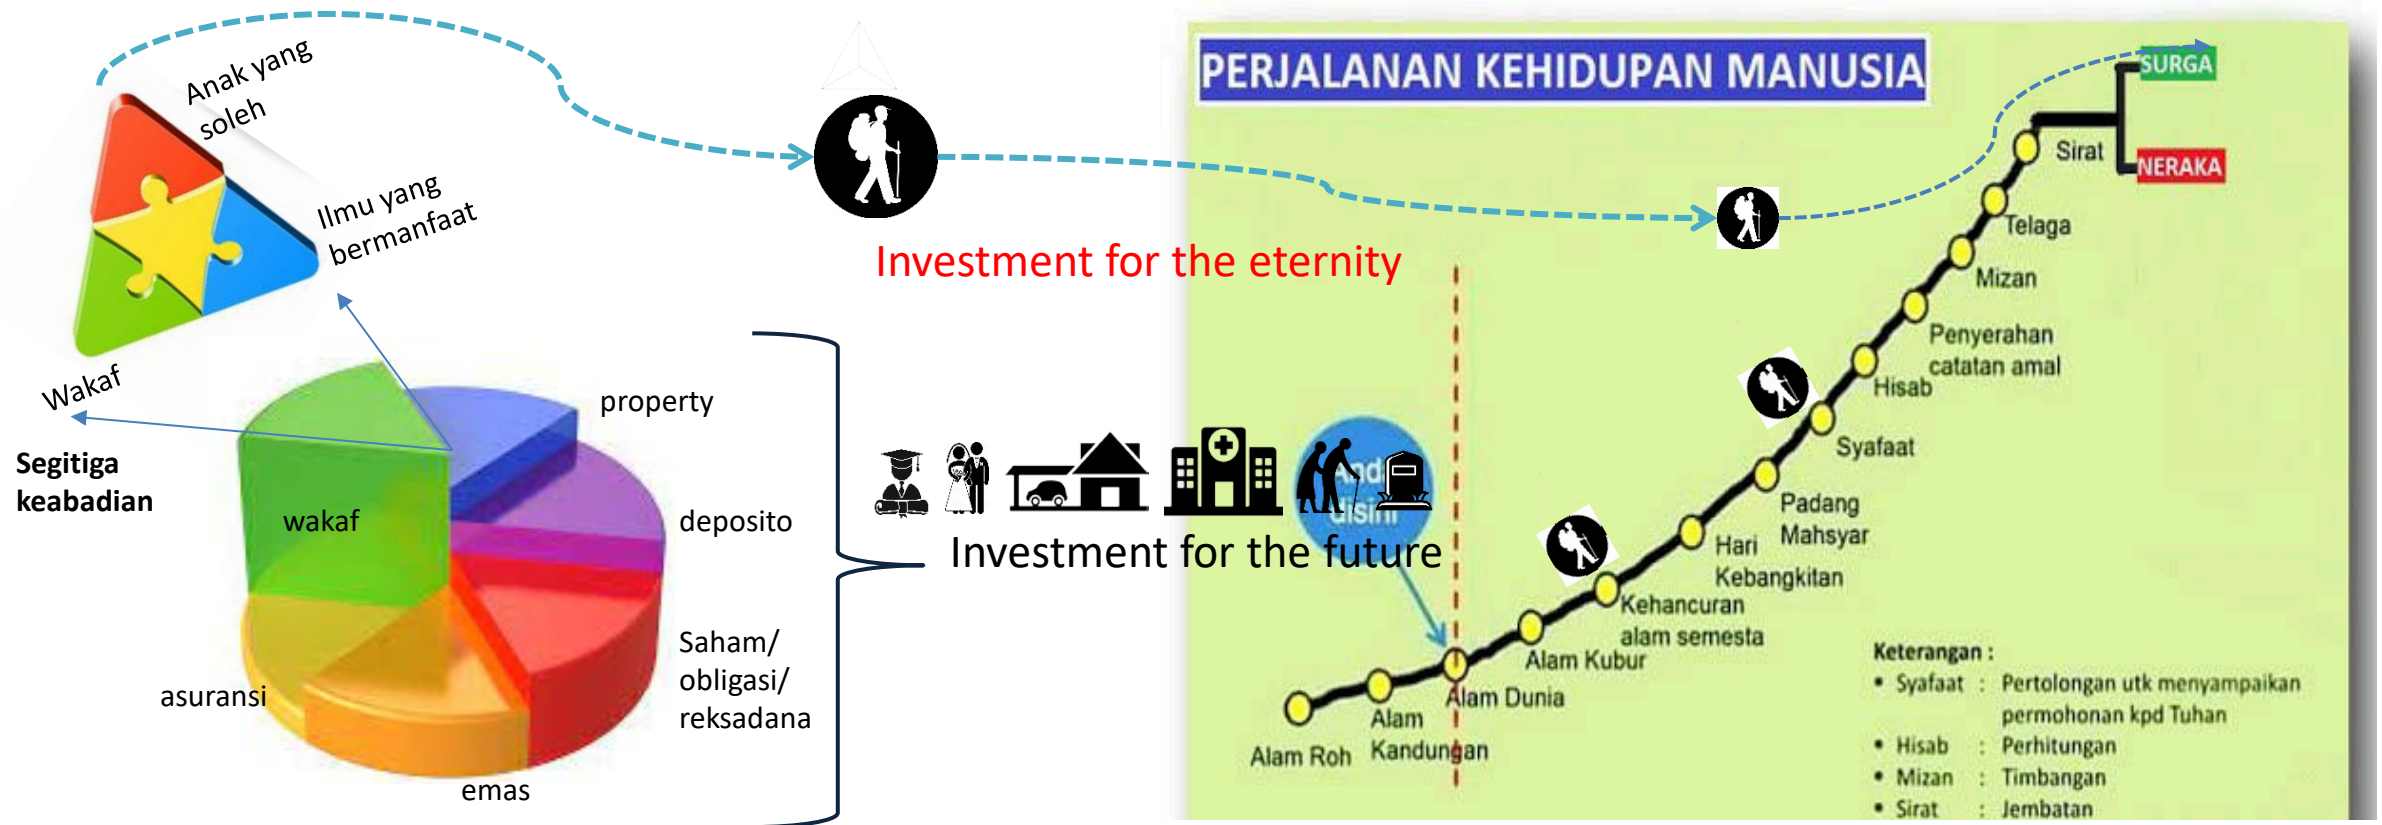 Anak yang
soleh
Ilmu yang
bermanfaat
Wakaf
Segitiga
keabadian
wakaf
property
deposito
Saham/
obligasi/
reksadana
emas
asuransi
Investment for the eternity
Investment for the future
PERJALANAN KEHIDUPAN MANUSIA
SURGA
NERAKA
Sirat
Telaga
Mizan
Penyerahan
catatan amal
Hisab
Syafaat
Padang
Mahsyar
Hari
Kebangkitan
Kehancuran
alam semesta
Alam Kubur
Alam Dunia
Alam
Kandungan
Alam Roh
Anda
disini
Keterangan :
• Syafaat : Pertolongan utk menyampaikan
permohonan kpd Tuhan
• Hisab : Perhitungan
• Mizan : Timbangan
• Sirat : Jembatan